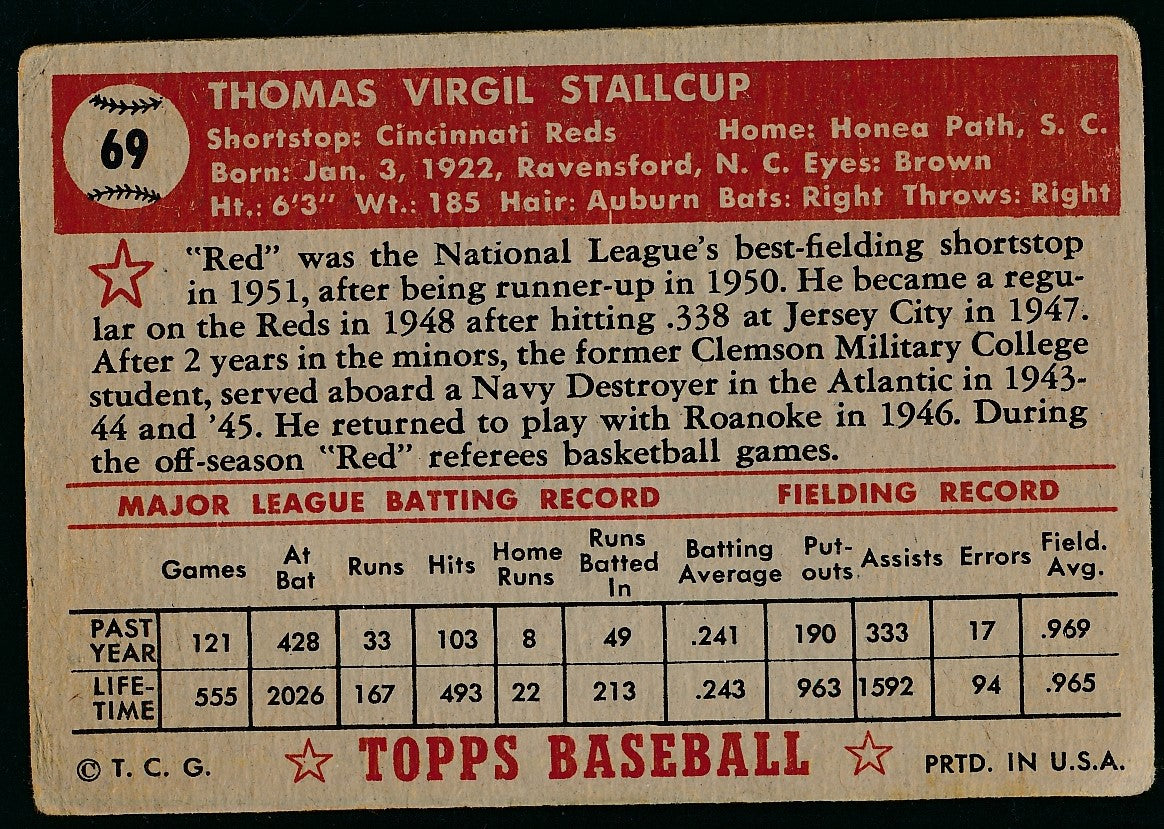 69
THOMAS VIRGIL STALLCUP
Shortstop: Cincinnati Reds Home: Honea Path, S. C.
Born: Jan. 3, 1922, Ravensford, N. C. Eyes: Brown
Ht.: 6'3" Wt.: 185 Hair: Auburn Bats: Right Throws: Right
"Red" was the National League's best-fielding shortstop
in 1951, after being runner-up in 1950. He became a regu-
lar on the Reds in 1948 after hitting .338 at Jersey City in 1947.
After 2 years in the minors, the former Clemson Military College
student, served aboard a Navy Destroyer in the Atlantic in 1943-
44 and '45. He returned to play with Roanoke in 1946. During
the off-season "Red" referees basketball games.
MAJOR LEAGUE BATTING RECORD FIELDING RECORD
Games At Bat Runs Hits Home Runs Runs Batted In Batting Average Put-outs Assists Errors Field. Avg.
PAST YEAR 121 428 33 103 8 49 .241 190 333 17 .969
LIFE-TIME 555 2026 167 493 22 213 .243 963 1592 94 .965
© T. C. G. TOPPS BASEBALL PRTD. IN U.S.A.